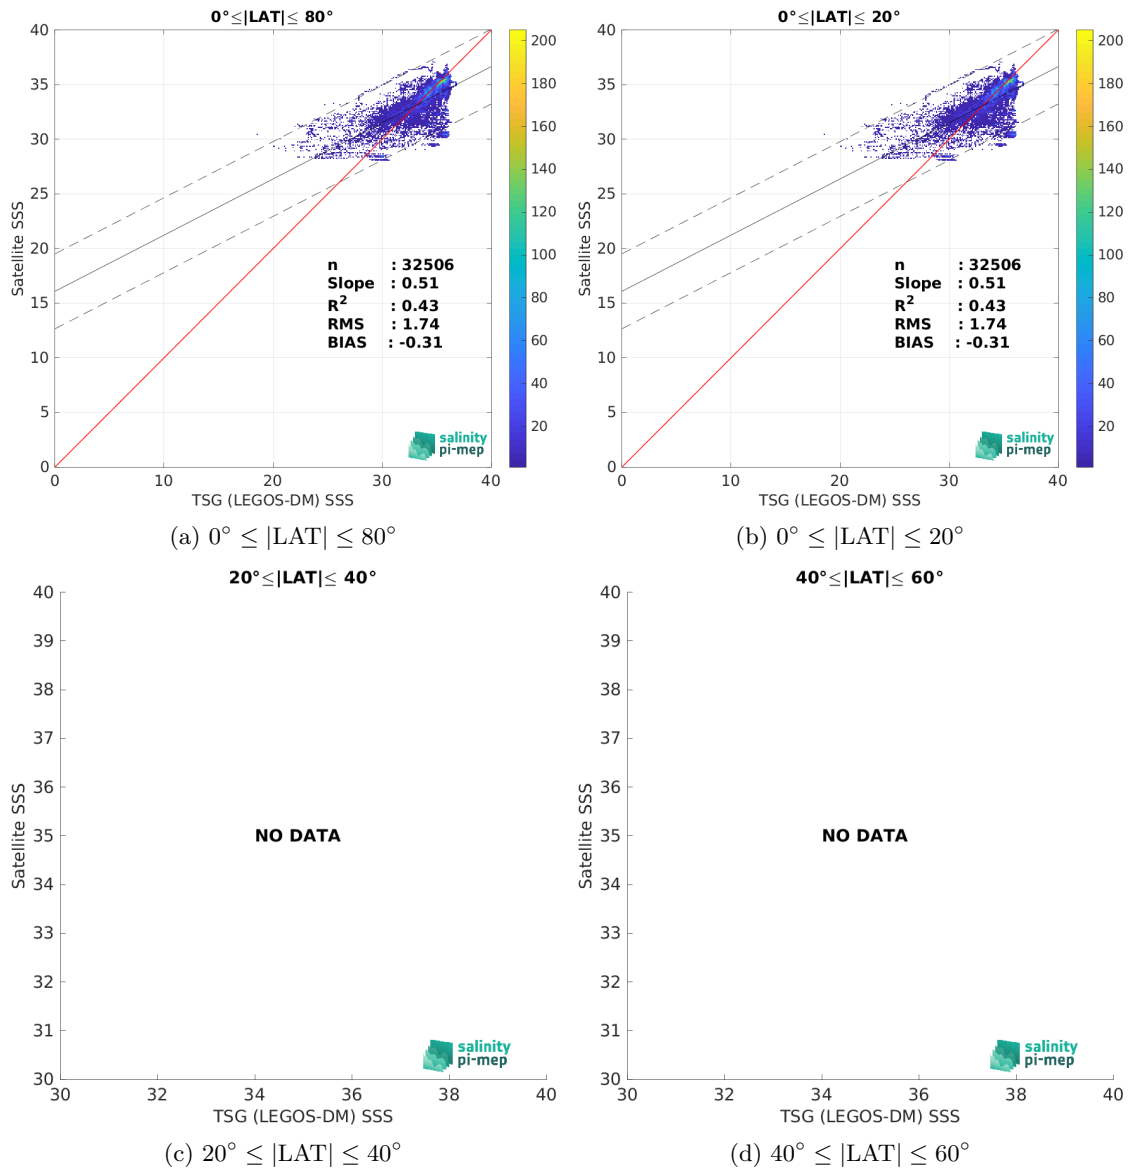 0°≤|LAT|≤ 80°
40
35
30
25
20
15
10
5
0
Satellite SSS
n : 32506
Slope : 0.51
R² : 0.43
RMS : 1.74
BIAS : -0.31
salinity
pi-mep
0 10 20 30 40
TSG (LEGOS-DM) SSS
200
180
160
140
120
100
80
60
40
20
(a) 0° ≤ |LAT| ≤ 80°
0°≤|LAT|≤ 20°
40
35
30
25
20
15
10
5
0
Satellite SSS
n : 32506
Slope : 0.51
R² : 0.43
RMS : 1.74
BIAS : -0.31
salinity
pi-mep
0 10 20 30 40
TSG (LEGOS-DM) SSS
200
180
160
140
120
100
80
60
40
20
(b) 0° ≤ |LAT| ≤ 20°
20°≤|LAT|≤ 40°
40
39
38
37
36
35
34
33
32
31
30
Satellite SSS
NO DATA
salinity
pi-mep
30 32 34 36 38 40
TSG (LEGOS-DM) SSS
(c) 20° ≤ |LAT| ≤ 40°
40°≤|LAT|≤ 60°
40
39
38
37
36
35
34
33
32
31
30
Satellite SSS
NO DATA
salinity
pi-mep
30 32 34 36 38 40
TSG (LEGOS-DM) SSS
(d) 40° ≤ |LAT| ≤ 60°